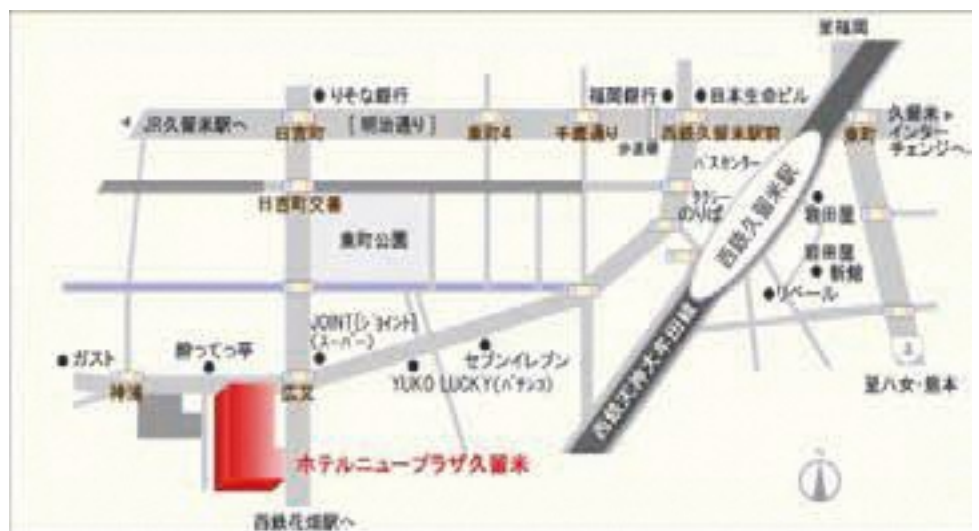 至福岡
りそな銀行
福岡銀行
日本生命ビル
JR久留米駅へ
日吉町
[明治通り]
東町4
千歳通り
歩道橋
西鉄久留米駅前
東町
久留米
インター
チェンジへ
バスセンター
日吉町交番
タクシー
のりば
西鉄久留米駅
岩田屋
東町公園
岩田屋
新館
リベール
JOINT[ジョイント]
(スーパー)
セブンイレブン
YUKO LUCKY(パチンコ)
西鉄天神大牟田線
3
至八女・熊本
ガスト
酔ってっ亭
ホテルニュープラザ久留米
西鉄花畑駅へ
N